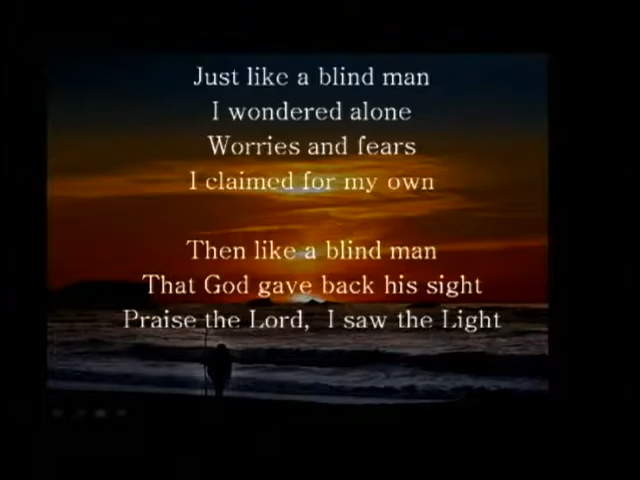 Just like a blind man
I wondered alone
Worries and fears
I claimed for my own
Then like a blind man
That God gave back his sight
Praise the Lord, I saw the Light